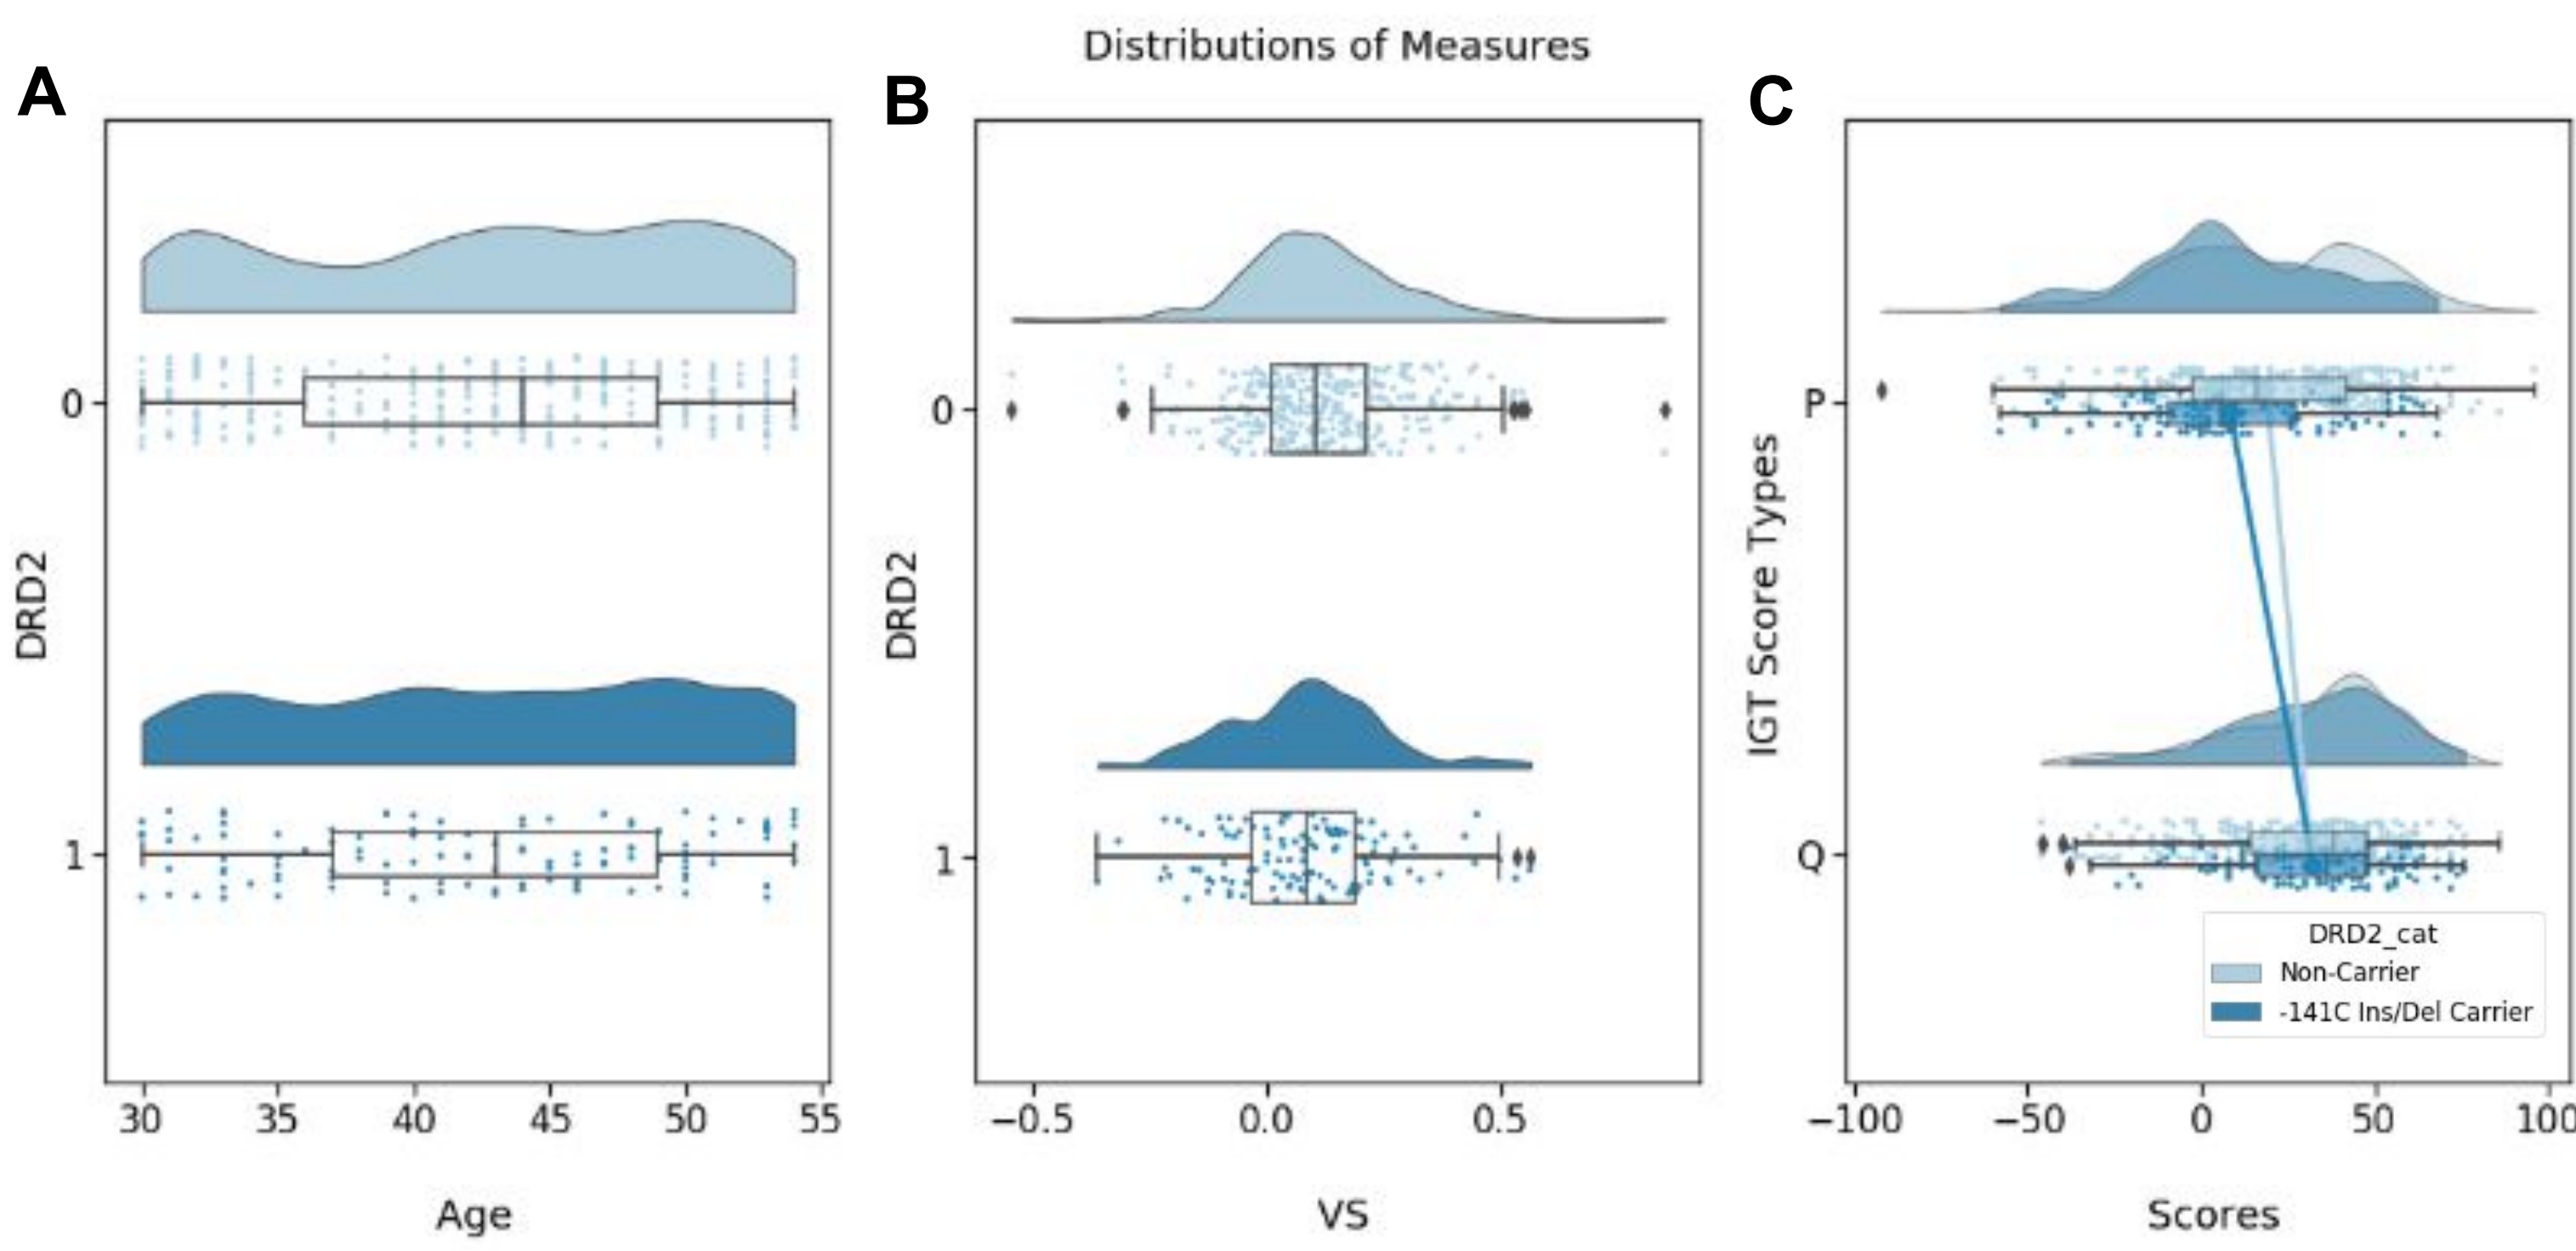 Distributions of Measures
A
B
C
DRD2
0
1
30 35 40 45 50 55
Age
DRD2
0
1
−0.5 0.0 0.5
VS
IGT Score Types
P
Q
DRD2_cat
Non-Carrier
-141C Ins/Del Carrier
−100 −50 0 50 100
Scores